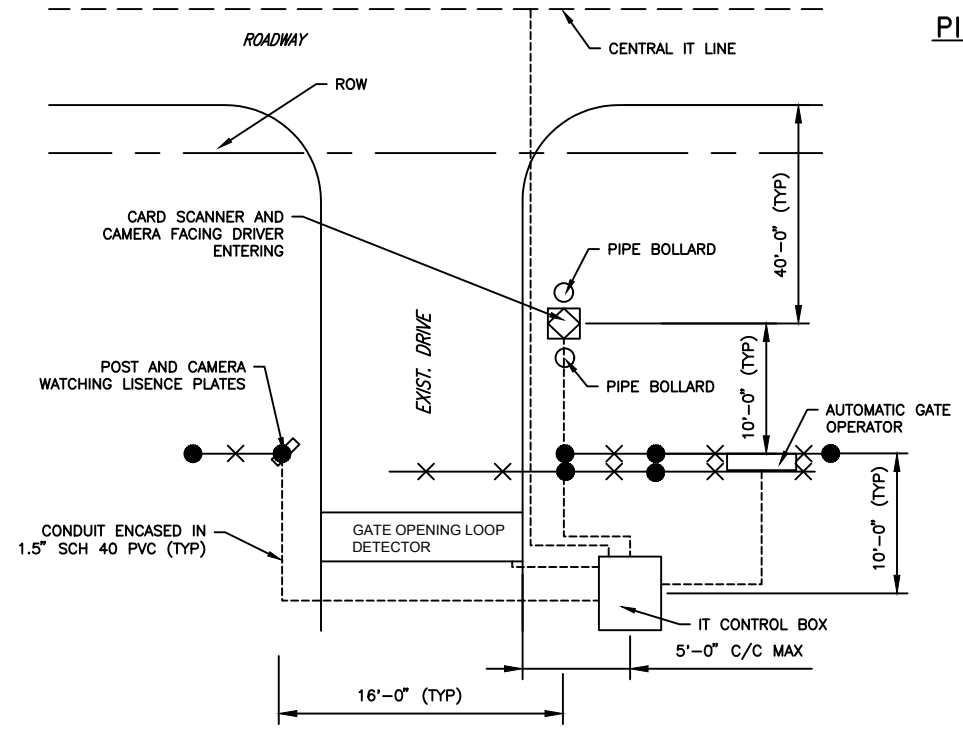 PI
ROADWAY
CENTRAL IT LINE
ROW
CARD SCANNER AND
CAMERA FACING DRIVER
ENTERING
40'-0" (TYP)
PIPE BOLLARD
EXIST. DRIVE
POST AND CAMERA
WATCHING LISENCE PLATES
PIPE BOLLARD
10'-0" (TYP)
AUTOMATIC GATE
OPERATOR
CONDUIT ENCASED IN
1.5" SCH 40 PVC (TYP)
GATE OPENING LOOP
DETECTOR
10'-0" (TYP)
IT CONTROL BOX
5'-0" C/C MAX
16'-0" (TYP)